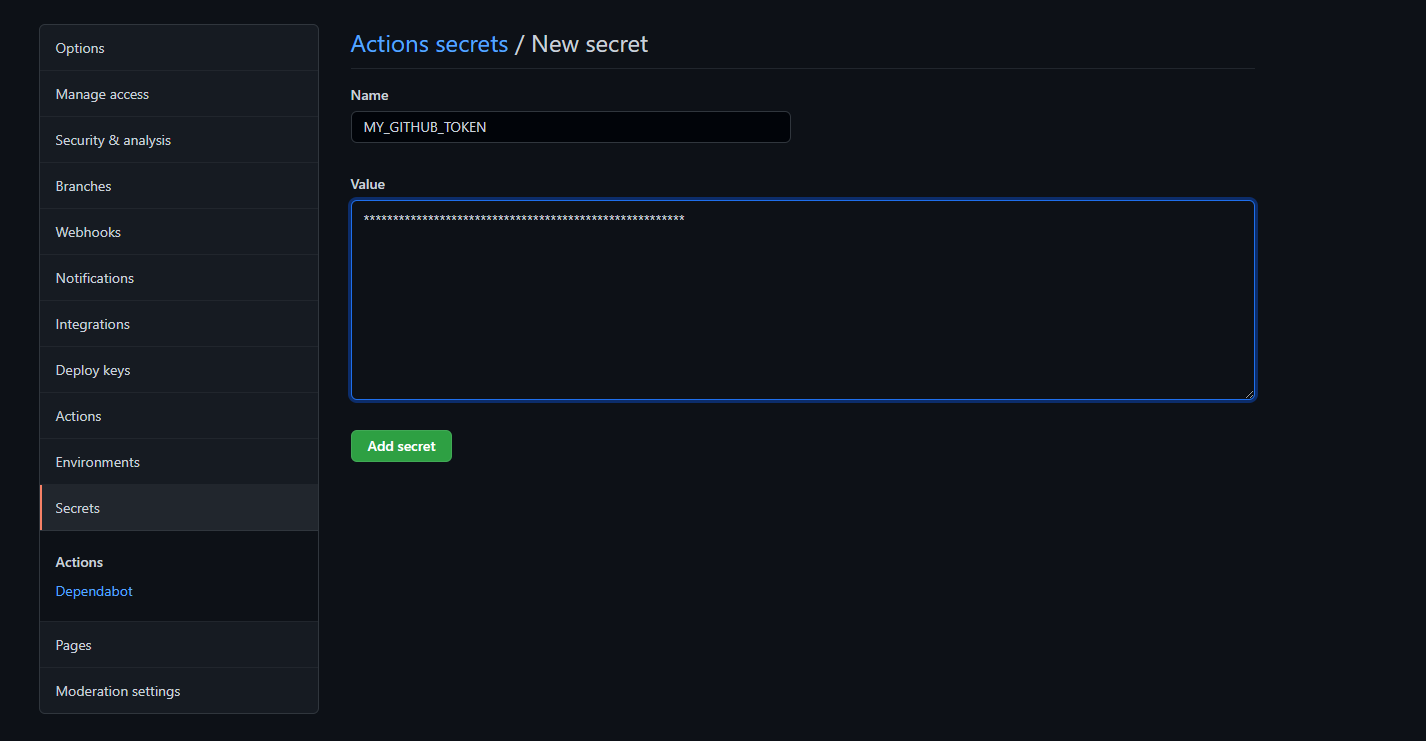 Options
Manage access
Security & analysis
Branches
Webhooks
Notifications
Integrations
Deploy keys
Actions
Environments
Secrets
Actions
Dependabot
Pages
Moderation settings
Actions secrets / New secret
Name
MY_GITHUB_TOKEN
Value
*******************************************************
Add secret